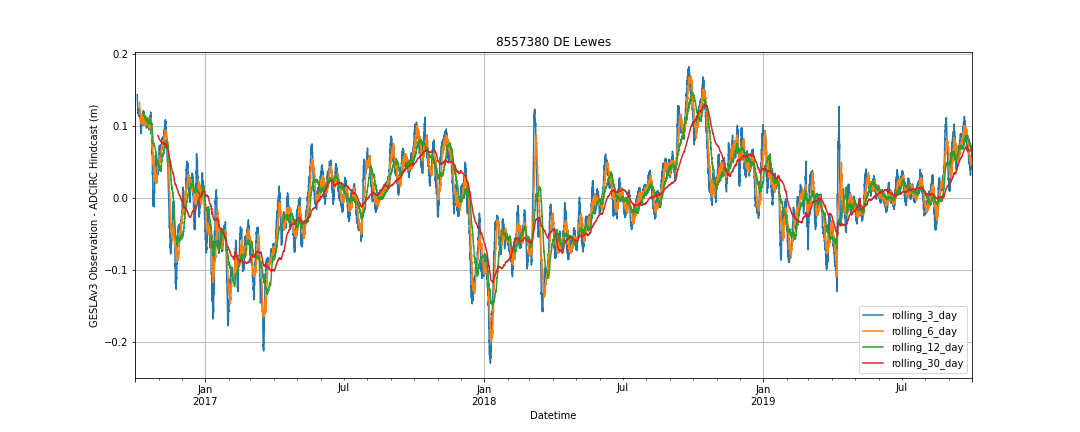 8557380 DE Lewes
GESLAv3 Observation - ADCIRC Hindcast (m)
0.2
0.1
0.0
−0.1
−0.2
Jan
2017
Jul
Jan
2018
Jul
Jan
2019
Jul
Datetime
rolling_3_day
rolling_6_day
rolling_12_day
rolling_30_day